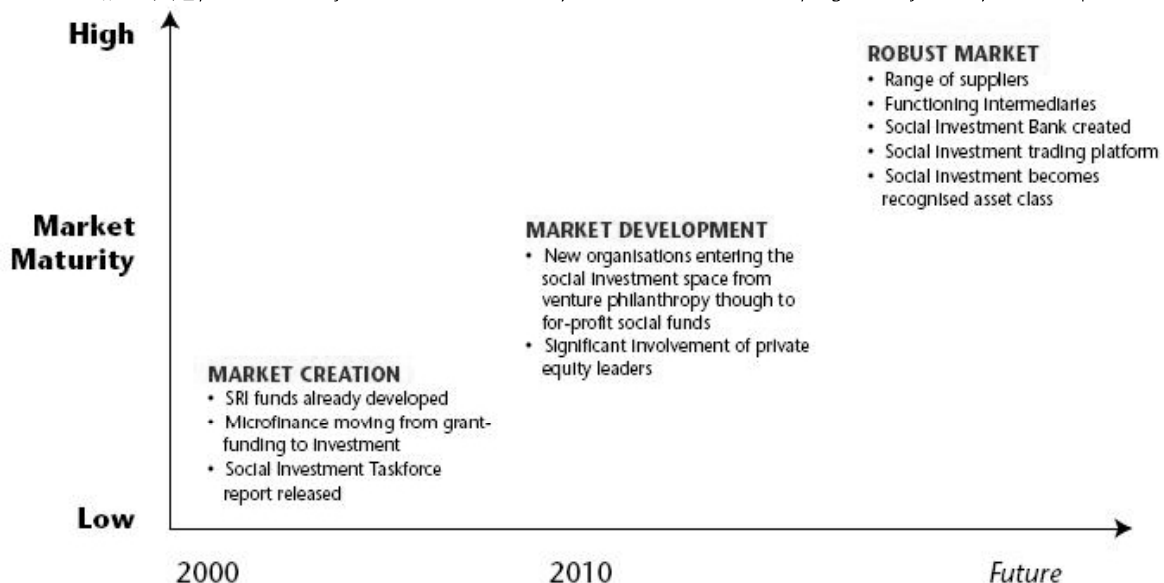 High
ROBUST MARKET
• Range of suppliers
• Functioning intermediaries
• Social Investment Bank created
• Social investment trading platform
• Social investment becomes
recognised asset class
Market
Maturity
MARKET DEVELOPMENT
• New organisations entering the
social investment space from
venture philanthropy though to
for-profit social funds
• Significant involvement of private
equity leaders
MARKET CREATION
• SRI funds already developed
• Microfinance moving from grant-
funding to investment
• Social Investment Taskforce
report released
Low
2000
2010
Future